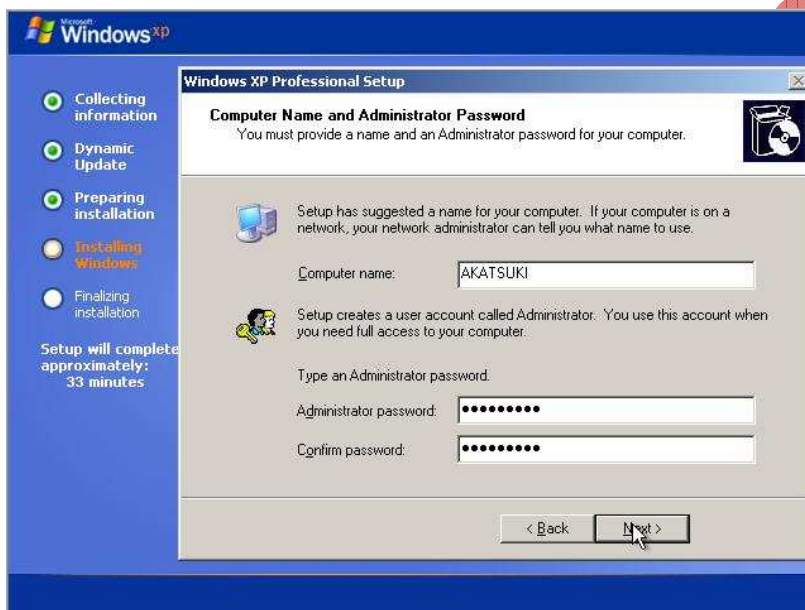 Microsoft
Windows xp
Collecting
information
Dynamic
Update
Preparing
installation
Installing
Windows
Finalizing
installation
Setup will complete
approximately:
33 minutes
Windows XP Professional Setup
Computer Name and Administrator Password
You must provide a name and an Administrator password for your computer.
Setup has suggested a name for your computer. If your computer is on a
network, your network administrator can tell you what name to use.
Computer name: AKATSUKI
Setup creates a user account called Administrator. You use this account when
you need full access to your computer.
Type an Administrator password.
Administrator password: •••••••••
Confirm password: •••••••••
< Back Next >